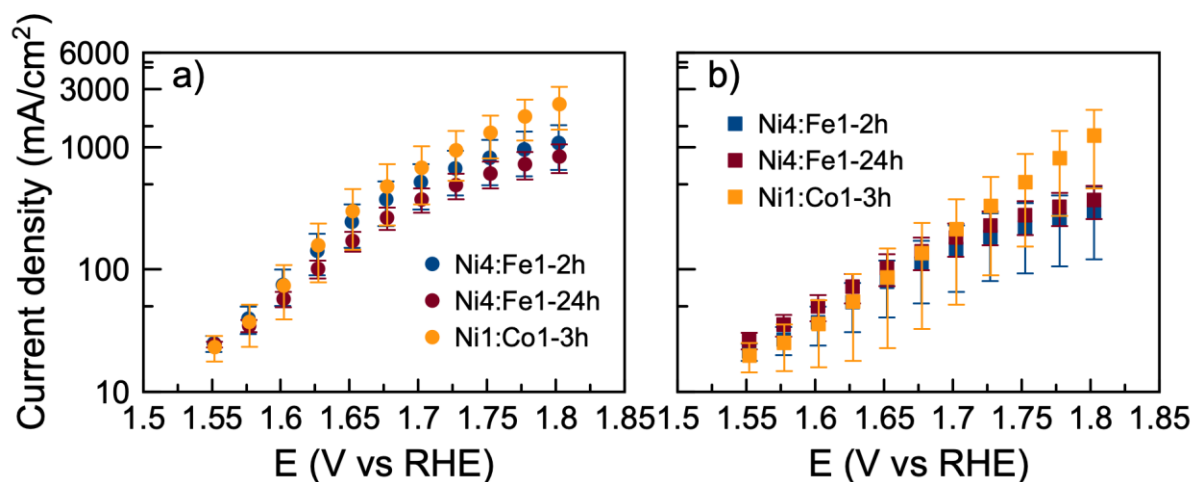 Current density (mA/cm²)
6000
3000
1000
100
10
a)
Ni4:Fe1-2h
Ni4:Fe1-24h
Ni1:Co1-3h
1.5 1.55 1.6 1.65 1.7 1.75 1.8 1.85
E (V vs RHE)
b)
Ni4:Fe1-2h
Ni4:Fe1-24h
Ni1:Co1-3h
1.5 1.55 1.6 1.65 1.7 1.75 1.8 1.85
E (V vs RHE)